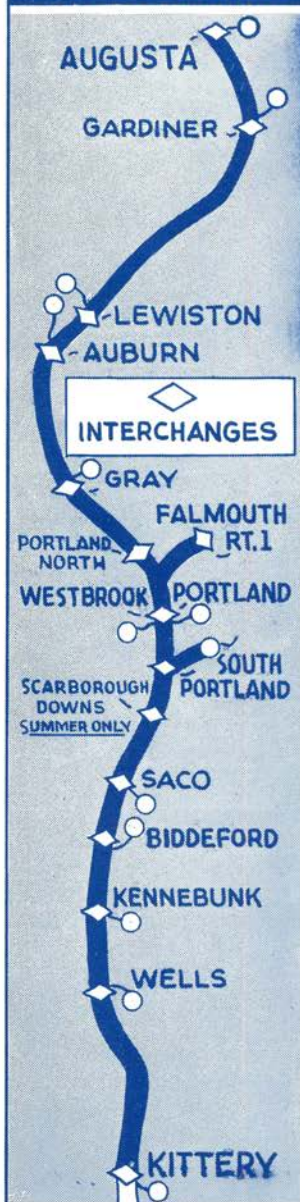 AUGUSTA
GARDINER
LEWISTON
AUBURN
INTERCHANGES
GRAY
FALMOUTH
RT.1
PORTLAND
NORTH
WESTBROOK
PORTLAND
SOUTH
PORTLAND
SCARBOROUGH
DOWNS
SUMMER ONLY
SACO
BIDDEFORD
KENNEBUNK
WELLS
KITTERY